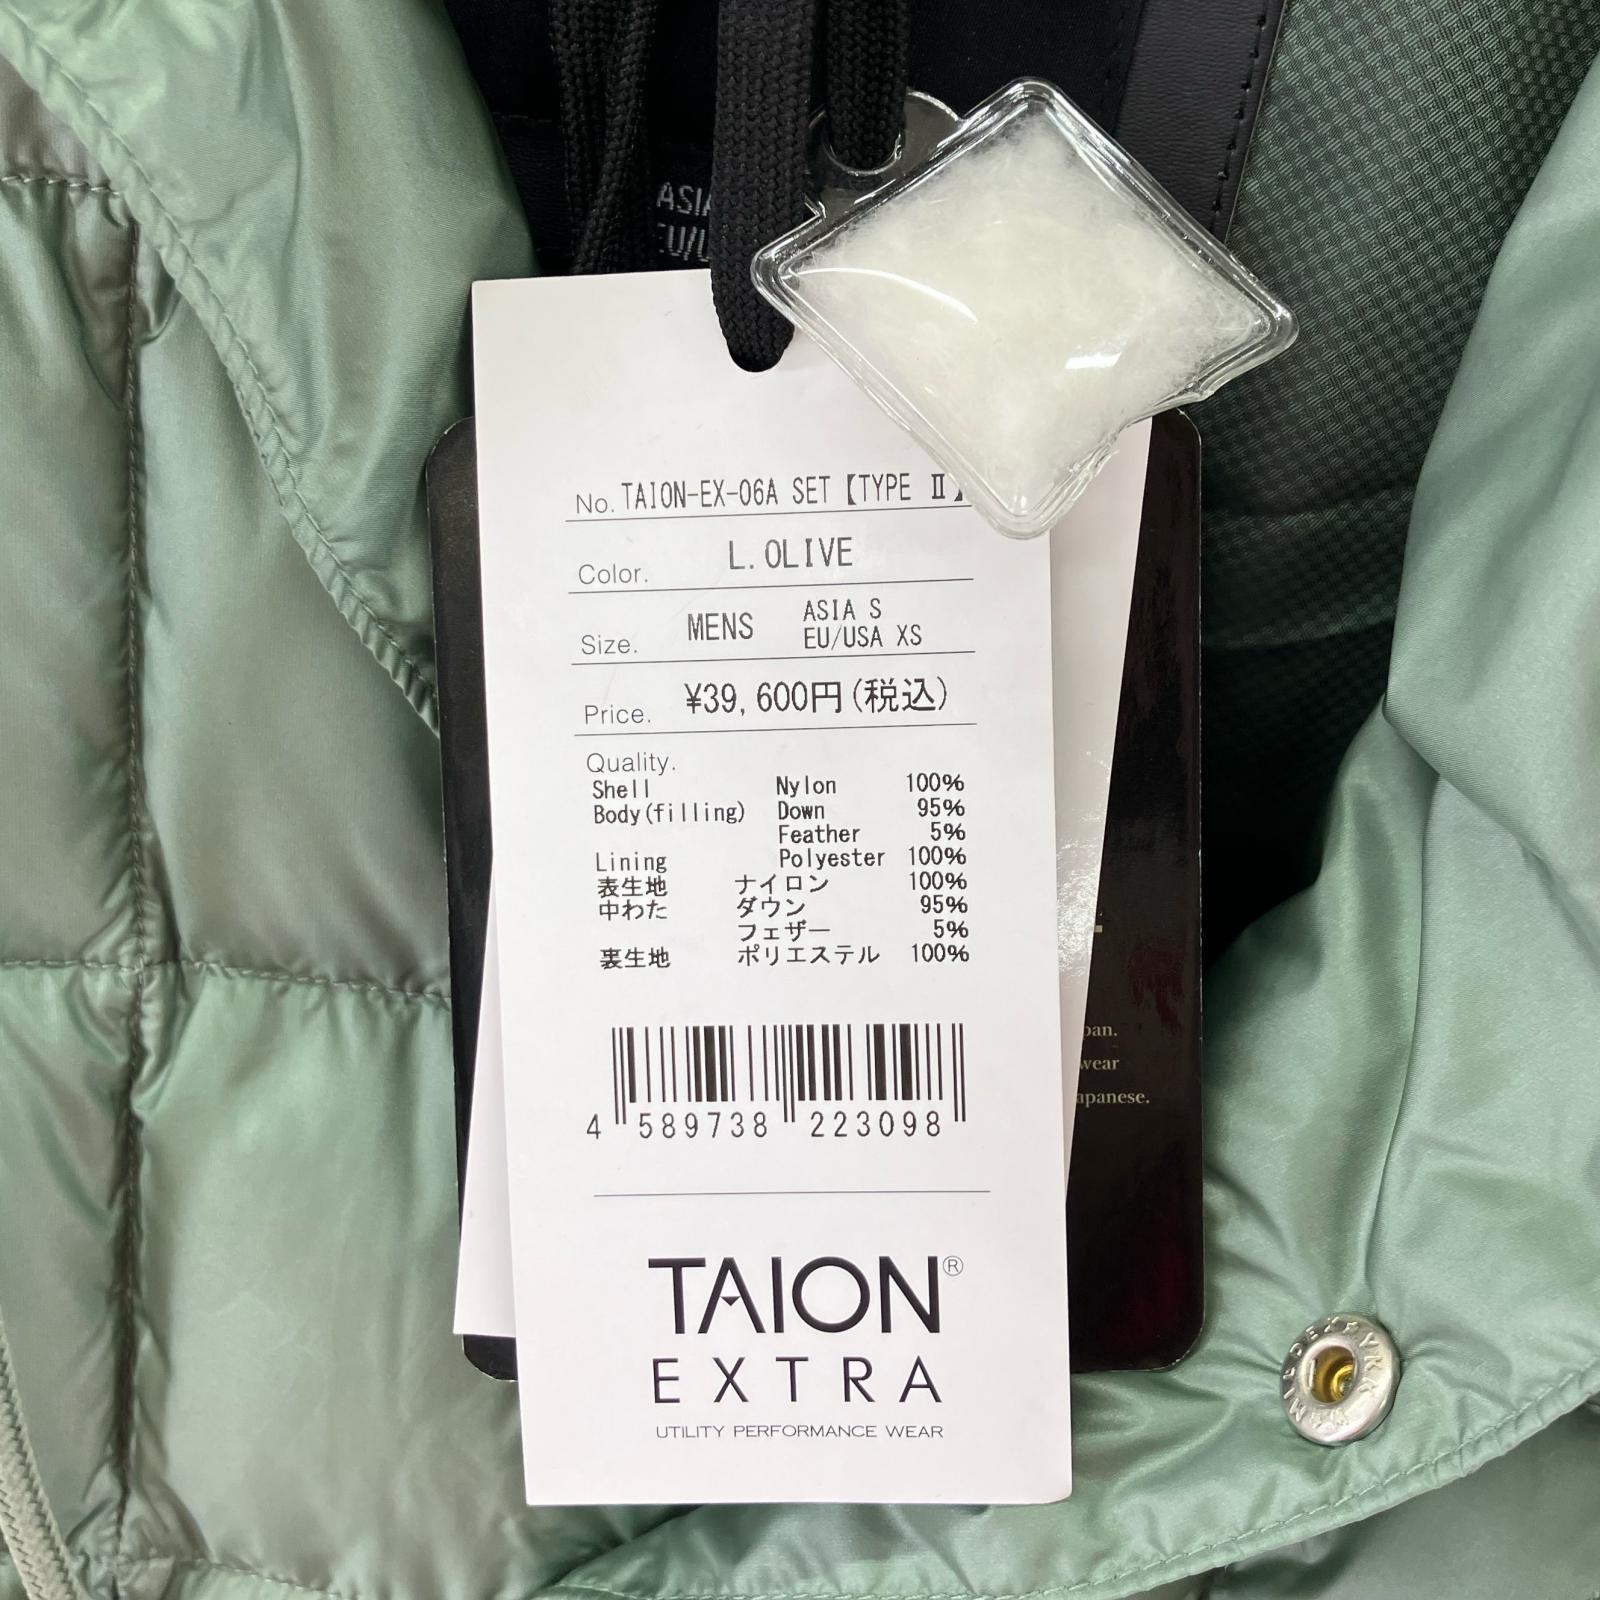 ASIA
EU/U
No. TAION-EX-06A SET【TYPE Ⅱ】
Color. L.OLIVE
Size. MENS ASIA S
EU/USA XS
Price. ¥39,600円(税込)
Quality.
Shell Nylon 100%
Body(filling) Down 95%
Feather 5%
Lining Polyester 100%
表生地 ナイロン 100%
中わた ダウン 95%
フェザー 5%
裏生地 ポリエステル 100%
4 589738 223098
TAION®
EXTRA
UTILITY PERFORMANCE WEAR
pan.
wear
apanese.